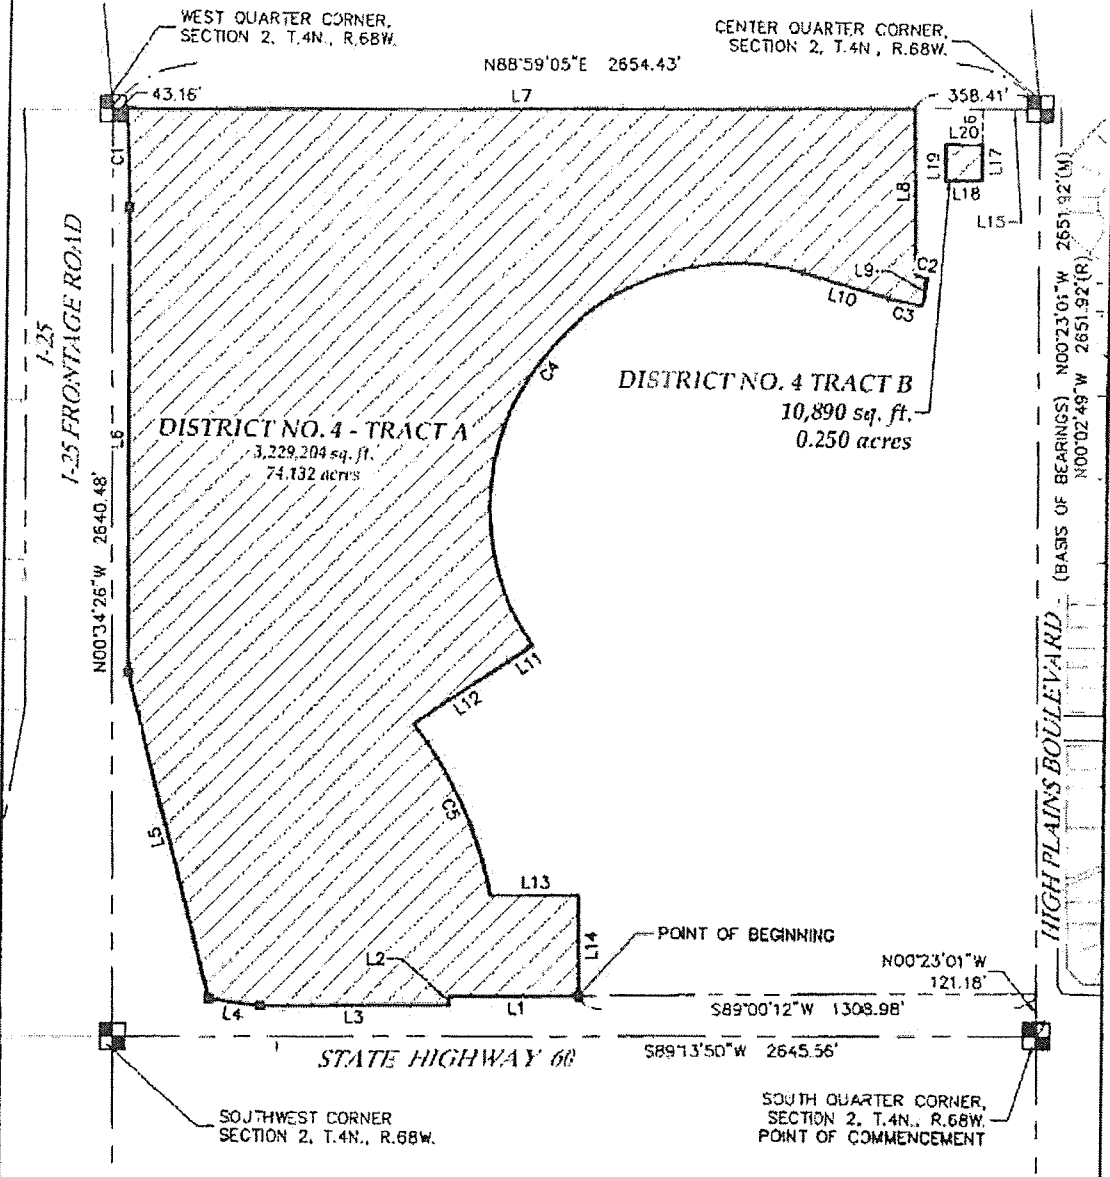 WEST QUARTER CORNER,
SECTION 2, T.4N., R.68W.
CENTER QUARTER CORNER,
SECTION 2, T.4N., R.68W.
N88°59'05"E 2654.43'
43.16'
L7
358.41'
C1
L20
L19
L17
L18
L8
L15
C2
L9
L10
C3
I-25
I-25 FRONTAGE ROAD
L6
N00°34'26"W 2640.48'
C4
DISTRICT NO. 4 TRACT B
10,890 sq. ft.
0.250 acres
DISTRICT NO. 4 - TRACT A
3,229,204 sq. ft.
74.132 acres
HIGH PLAINS BOULEVARD - (BASIS OF BEARINGS) N00°23'01"W 2651.92'(M)
N00°02'49"W 2651.92'(R)
L11
L12
C5
L5
L13
L14
POINT OF BEGINNING
L2
N00°23'01"W
121.18'
L1
S89°00'12"W 1308.98'
L4
L3
STATE HIGHWAY 60
S89°13'50"W 2645.56'
SOUTHWEST CORNER
SECTION 2, T.4N., R.68W.
SOUTH QUARTER CORNER,
SECTION 2, T.4N., R.68W.
POINT OF COMMENCEMENT